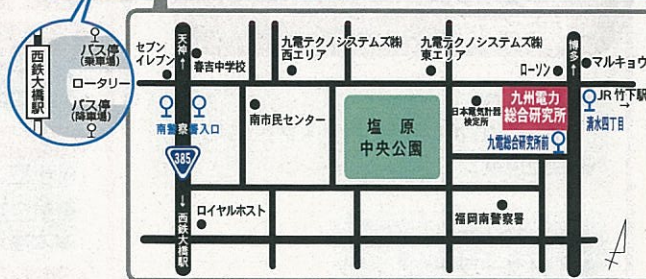 西鉄大橋駅
バス停
(乗車場)
ロータリー
バス停
(降車場)
天神↑
セブン
イレブン
春吉中学校
九電テクノシステムズ㈱
西エリア
九電テクノシステムズ㈱
東エリア
ローソン
博多↑
マルキョウ
南警察署入口
385
↓西鉄大橋駅
南市民センター
塩原
中央公園
日本電気計器
検定所
九州電力
総合研究所
九電総合研究所前
JR竹下駅
→
清水四丁目
ロイヤルホスト
福岡南警察署